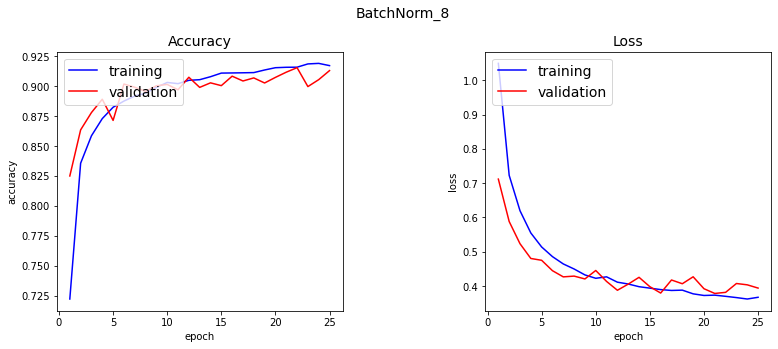 BatchNorm_8
Accuracy
0.925
0.900
0.875
0.850
0.825
0.800
0.775
0.750
0.725
accuracy
training
validation
0
5
10
15
20
25
epoch
Loss
1.0
0.9
0.8
0.7
0.6
0.5
0.4
loss
training
validation
0
5
10
15
20
25
epoch